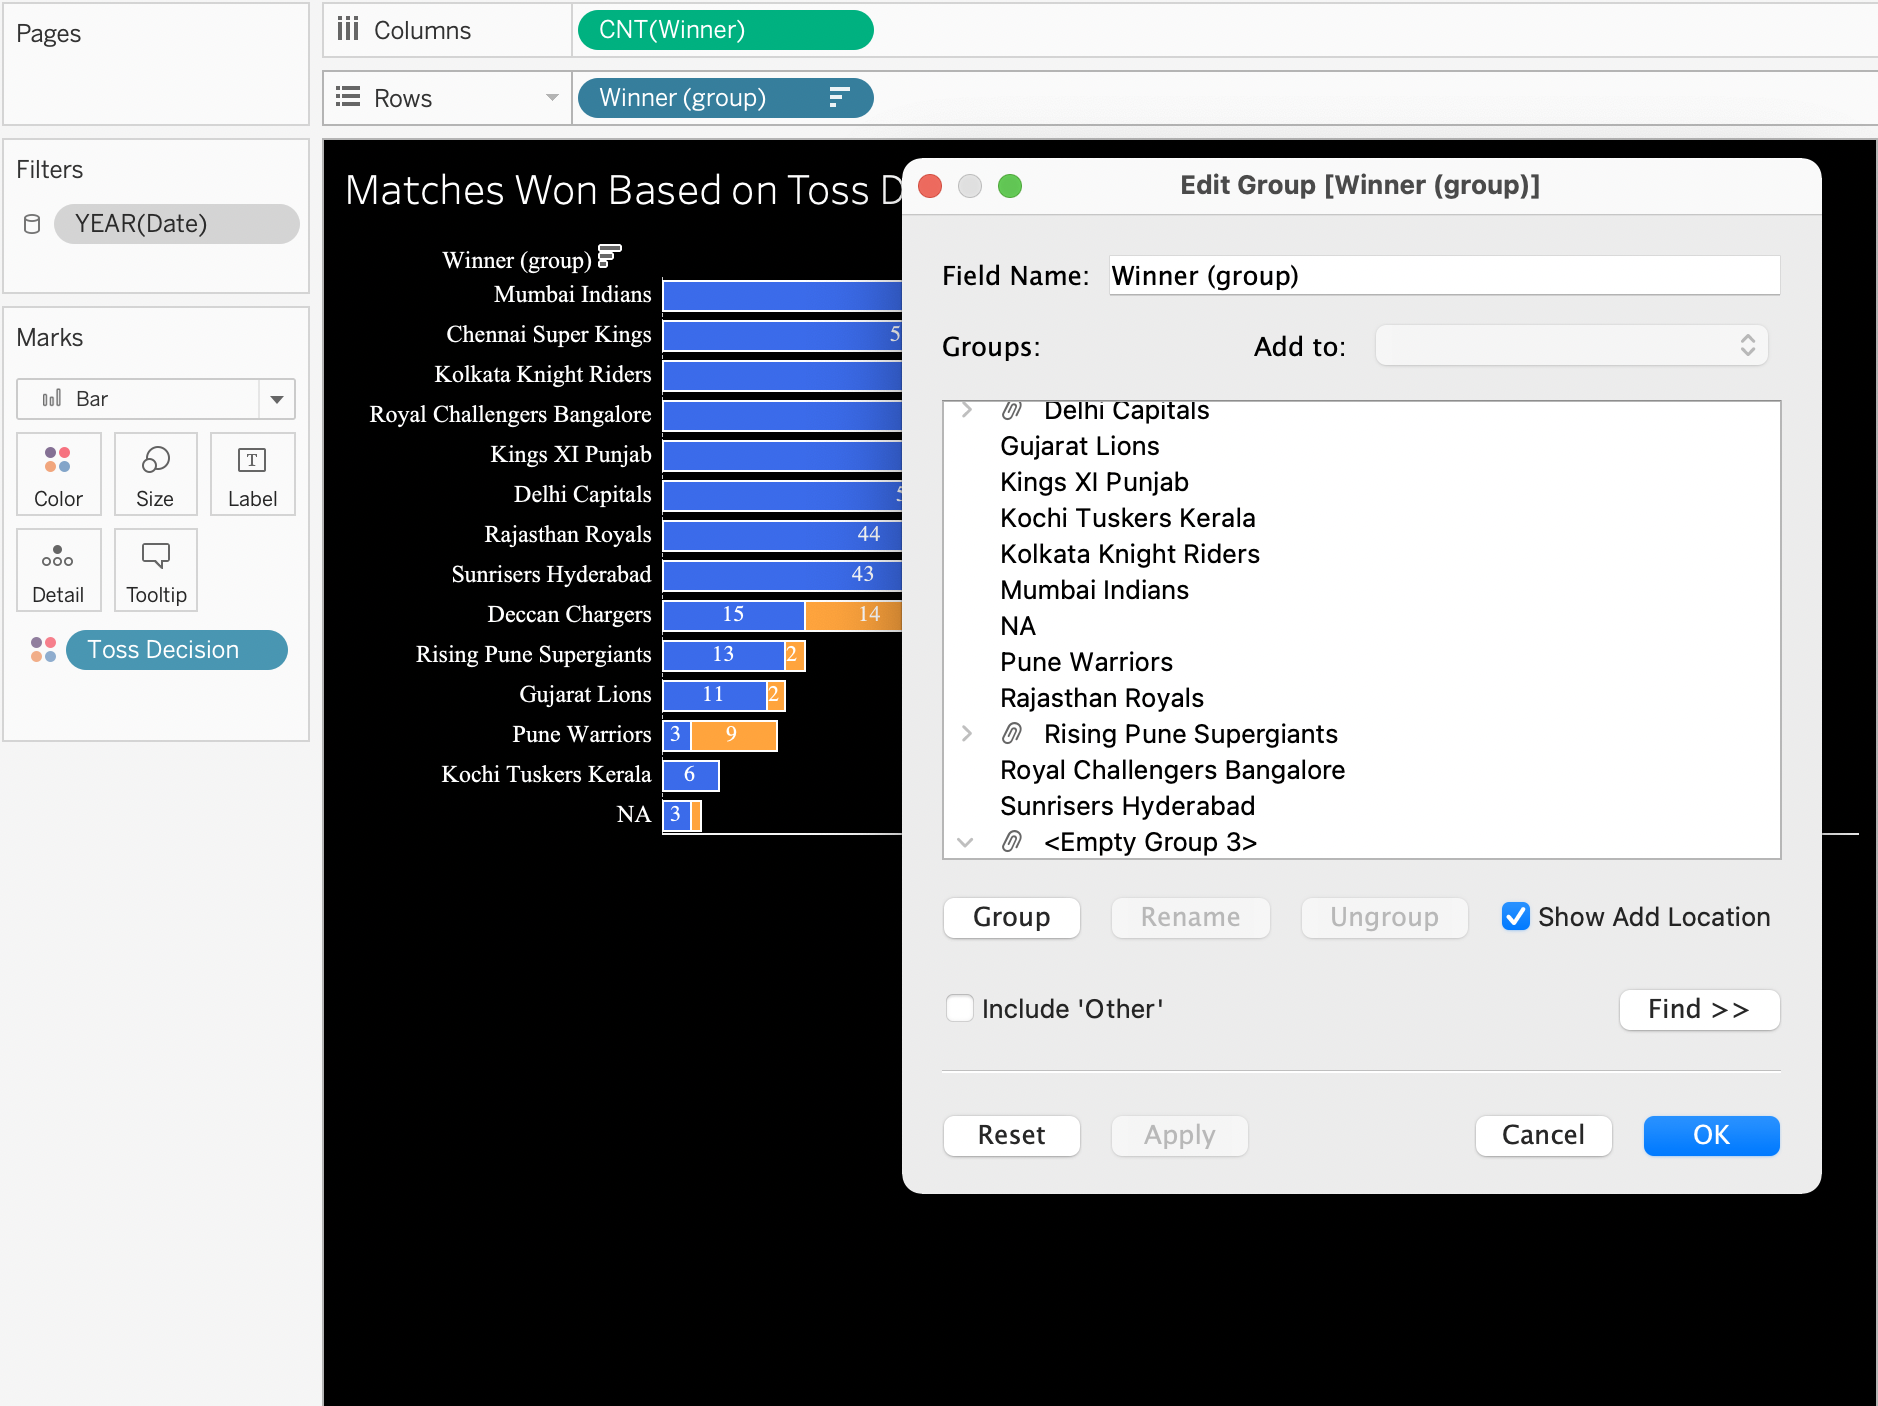 Pages
Columns
CNT(Winner)
Rows
Winner (group)
Filters
YEAR(Date)
Marks
Bar
Color
Size
Label
Detail
Tooltip
Toss Decision
Matches Won Based on Toss D
Winner (group)
Mumbai Indians
Chennai Super Kings 5
Kolkata Knight Riders
Royal Challengers Bangalore
Kings XI Punjab
Delhi Capitals 5
Rajasthan Royals 44
Sunrisers Hyderabad 43
Deccan Chargers 15 14
Rising Pune Supergiants 13 2
Gujarat Lions 11 2
Pune Warriors 3 9
Kochi Tuskers Kerala 6
NA 3
Edit Group [Winner (group)]
Field Name: Winner (group)
Groups: Add to:
Delhi Capitals
Gujarat Lions
Kings XI Punjab
Kochi Tuskers Kerala
Kolkata Knight Riders
Mumbai Indians
NA
Pune Warriors
Rajasthan Royals
Rising Pune Supergiants
Royal Challengers Bangalore
Sunrisers Hyderabad
<Empty Group 3>
Group Rename Ungroup Show Add Location
Include 'Other' Find >>
Reset Apply Cancel OK